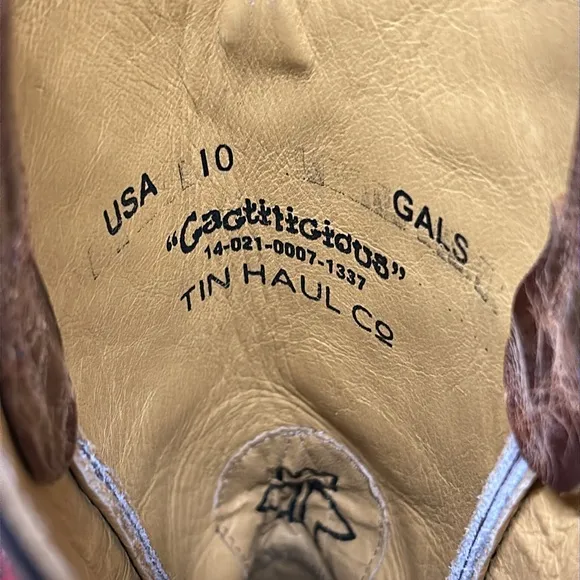 USA 10 GALS
"Cactilicious"
14-021-0007-1337
TIN HAUL Co